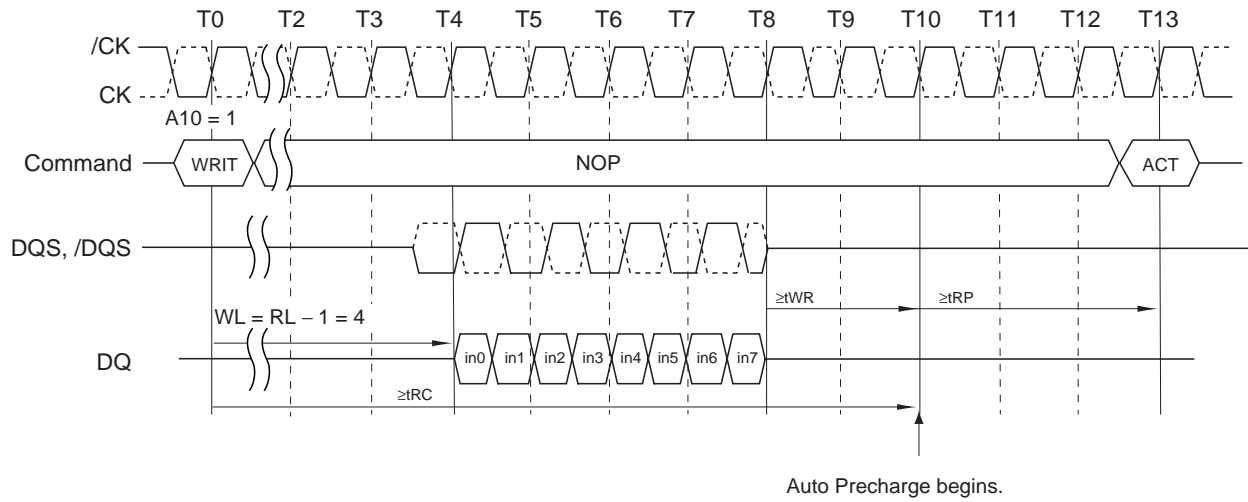 T0 T2 T3 T4 T5 T6 T7 T8 T9 T10 T11 T12 T13
/CK
CK
A10 = 1
Command WRIT NOP ACT
DQS, /DQS
≥tWR ≥tRP
WL = RL − 1 = 4
DQ in0 in1 in2 in3 in4 in5 in6 in7
≥tRC
Auto Precharge begins.